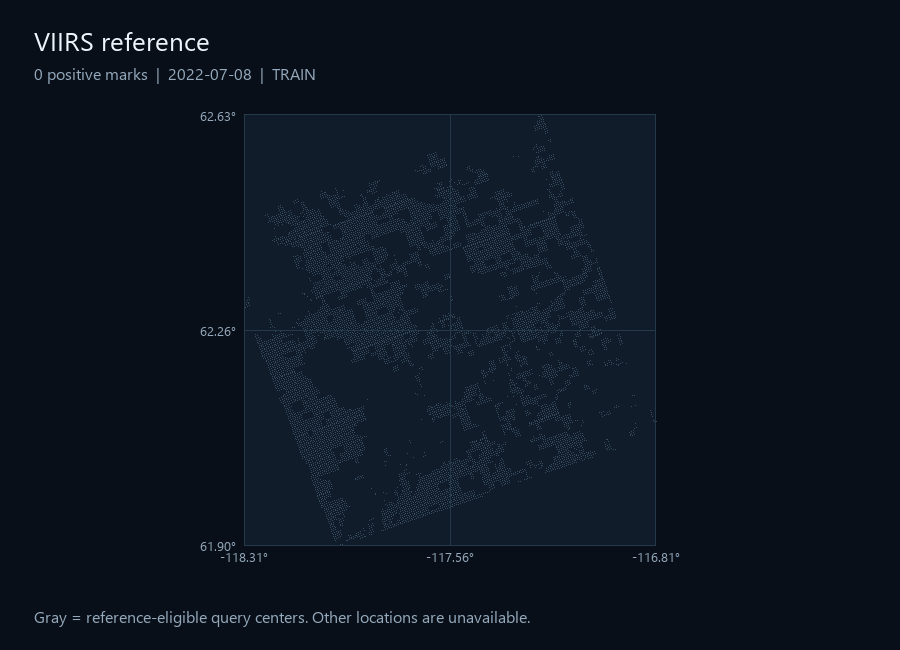 VIIRS reference
0 positive marks | 2022-07-08 | TRAIN
62.63°
62.26°
61.90°
-118.31° -117.56° -116.81°
Gray = reference-eligible query centers. Other locations are unavailable.